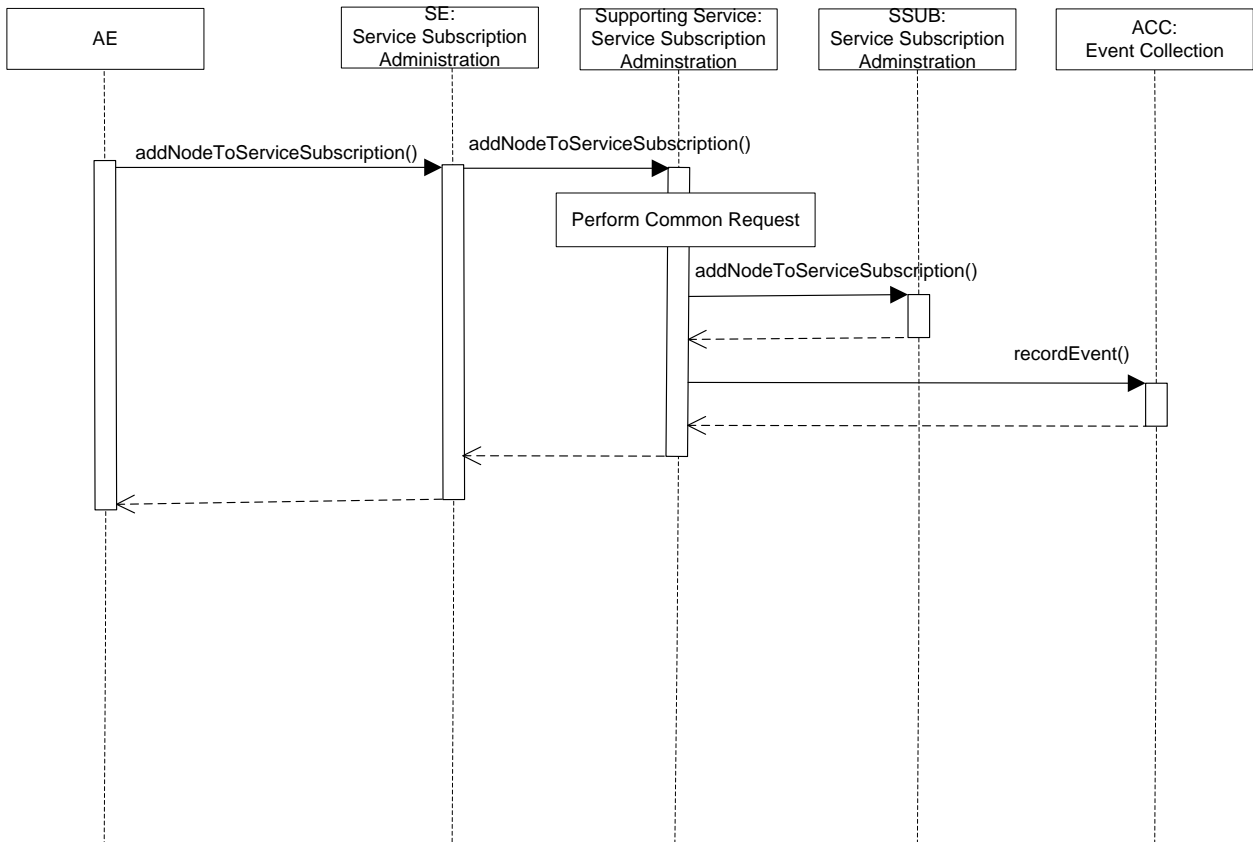 AE
SE:
Service Subscription
Administration
Supporting Service:
Service Subscription
Adminstration
SSUB:
Service Subscription
Adminstration
ACC:
Event Collection
addNodeToServiceSubscription()
addNodeToServiceSubscription()
Perform Common Request
addNodeToServiceSubscription()
recordEvent()